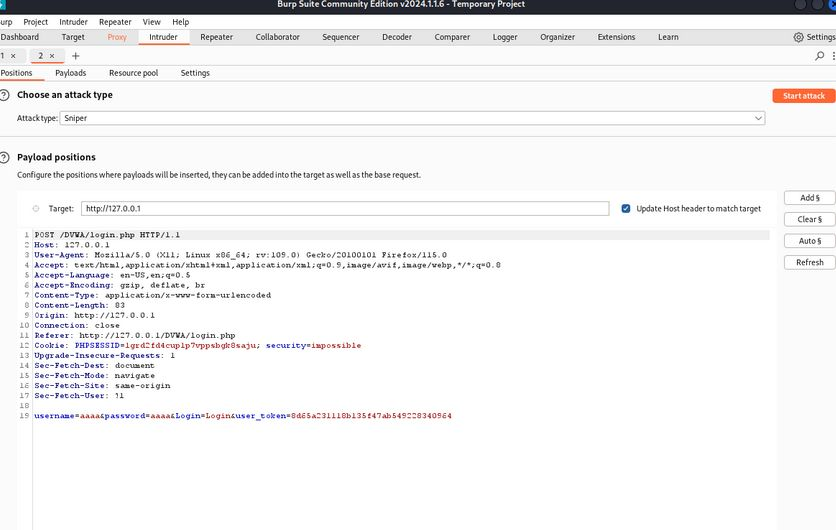 Burp Suite Community Edition v2024.1.1.6 - Temporary Project
urp Project Intruder Repeater View Help
Dashboard Target Proxy Intruder Repeater Collaborator Sequencer Decoder Comparer Logger Organizer Extensions Learn Settings
1 × 2 × +
Positions Payloads Resource pool Settings
? Choose an attack type
Start attack
Attack type: Sniper
? Payload positions
Configure the positions where payloads will be inserted, they can be added into the target as well as the base request.
Add §
Target: http://127.0.0.1 Update Host header to match target
Clear §
Auto §
Refresh
1 POST /DVWA/login.php HTTP/1.1
2 Host: 127.0.0.1
3 User-Agent: Mozilla/5.0 (X11; Linux x86_64; rv:109.0) Gecko/20100101 Firefox/115.0
4 Accept: text/html,application/xhtml+xml,application/xml;q=0.9,image/avif,image/webp,*/*;q=0.8
5 Accept-Language: en-US,en;q=0.5
6 Accept-Encoding: gzip, deflate, br
7 Content-Type: application/x-www-form-urlencoded
8 Content-Length: 83
9 Origin: http://127.0.0.1
10 Connection: close
11 Referer: http://127.0.0.1/DVWA/login.php
12 Cookie: PHPSESSID=lgrd2fd4cuplp7vppsbgk8saju; security=impossible
13 Upgrade-Insecure-Requests: 1
14 Sec-Fetch-Dest: document
15 Sec-Fetch-Mode: navigate
16 Sec-Fetch-Site: same-origin
17 Sec-Fetch-User: ?1
18
19 username=aaaa&password=aaaa&Login=Login&user_token=8d65a231118b135f47ab549228340964